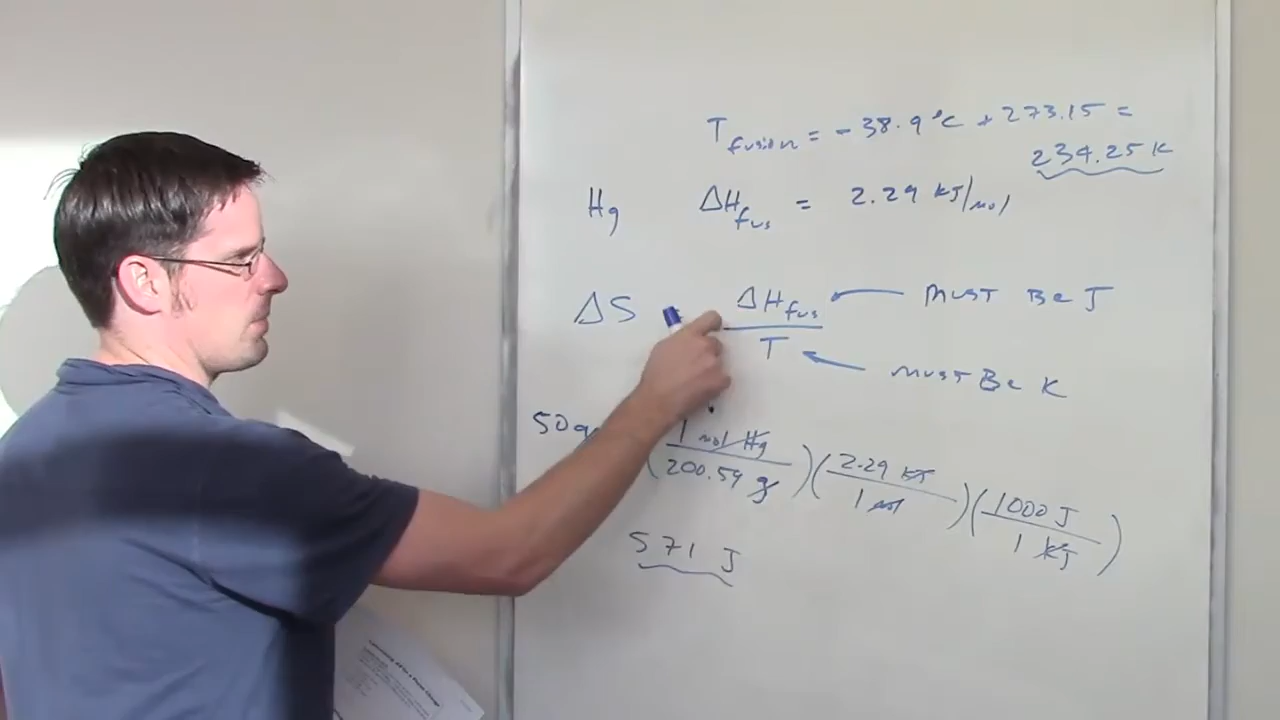 T fusion = -38.9°C + 273.15 =
234.25 K
Hg ΔH fus = 2.29 kJ/mol
ΔS ΔH fus MUST Be J
T MUST Be K
50g 1 mol Hg 2.29 kJ 1000 J
200.59 g 1 mol 1 kJ
571 J